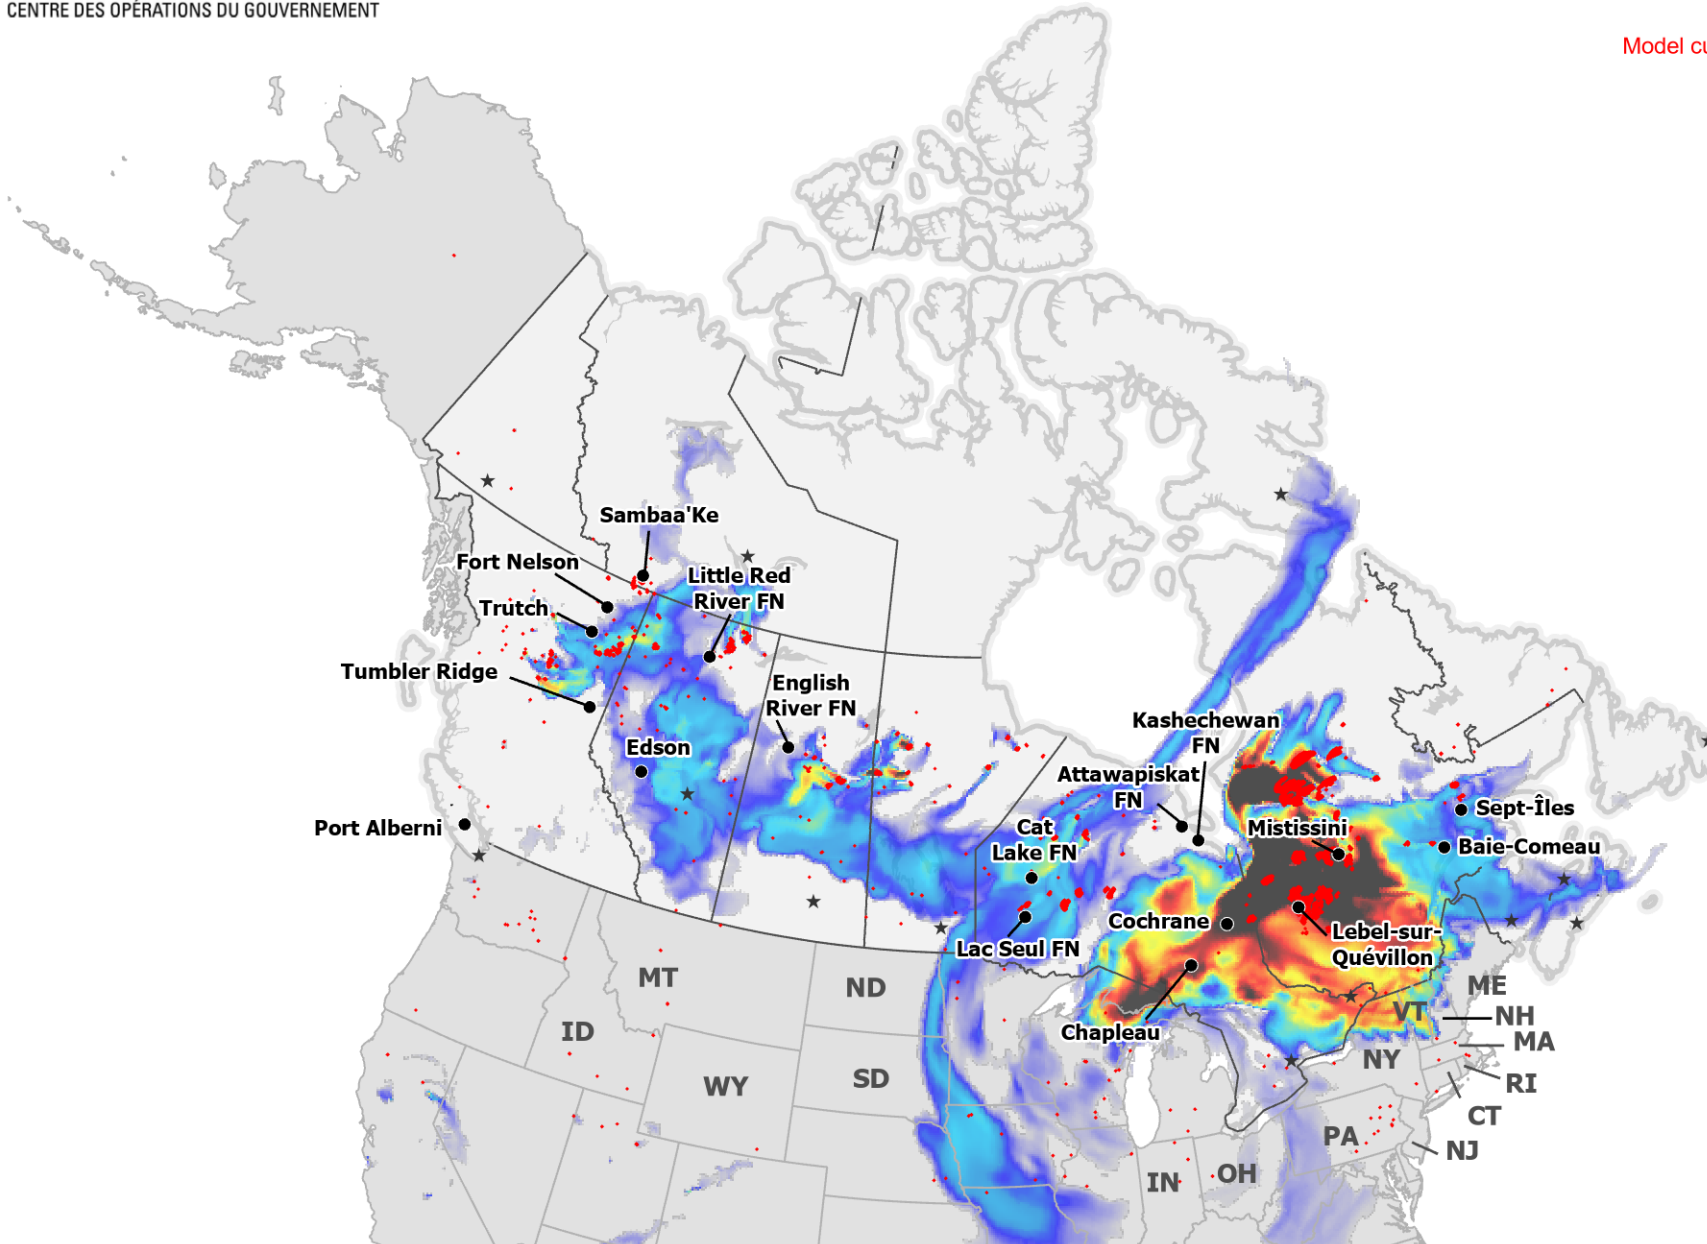 CENTRE DES OPÉRATIONS DU GOUVERNEMENT
Model cu
Sambaa'Ke
Fort Nelson
Little Red
River FN
Trutch
Tumbler Ridge
English
River FN
Kashechewan
FN
Edson
Attawapiskat
FN
Sept-Îles
Port Alberni
Cat
Lake FN
Mistissini
Baie-Comeau
Cochrane
Lebel-sur-
Quévillon
Lac Seul FN
MT
ND
ME
VT
NH
Chapleau
ID
MA
NY
SD
WY
RI
CT
PA
NJ
IN
OH